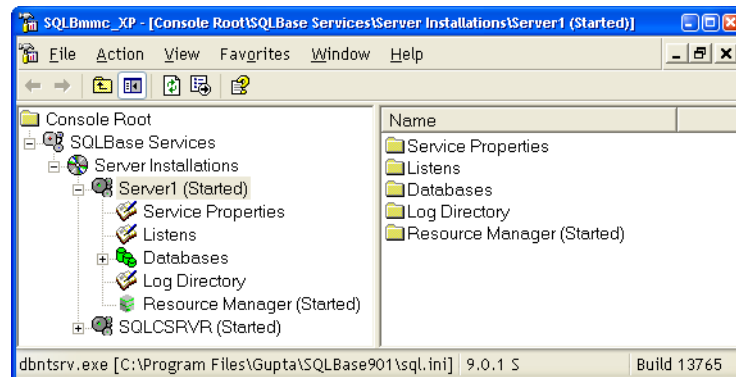 SQLBmmc_XP - [Console Root\SQLBase Services\Server Installations\Server1 (Started)]
File Action View Favorites Window Help
Console Root
SQLBase Services
Server Installations
Server1 (Started)
Service Properties
Listens
Databases
Log Directory
Resource Manager (Started)
SQLCSRVR (Started)
Name
Service Properties
Listens
Databases
Log Directory
Resource Manager (Started)
dbntsrv.exe [C:\Program Files\Gupta\SQLBase901\sql.ini] 9.0.1 S Build 13765